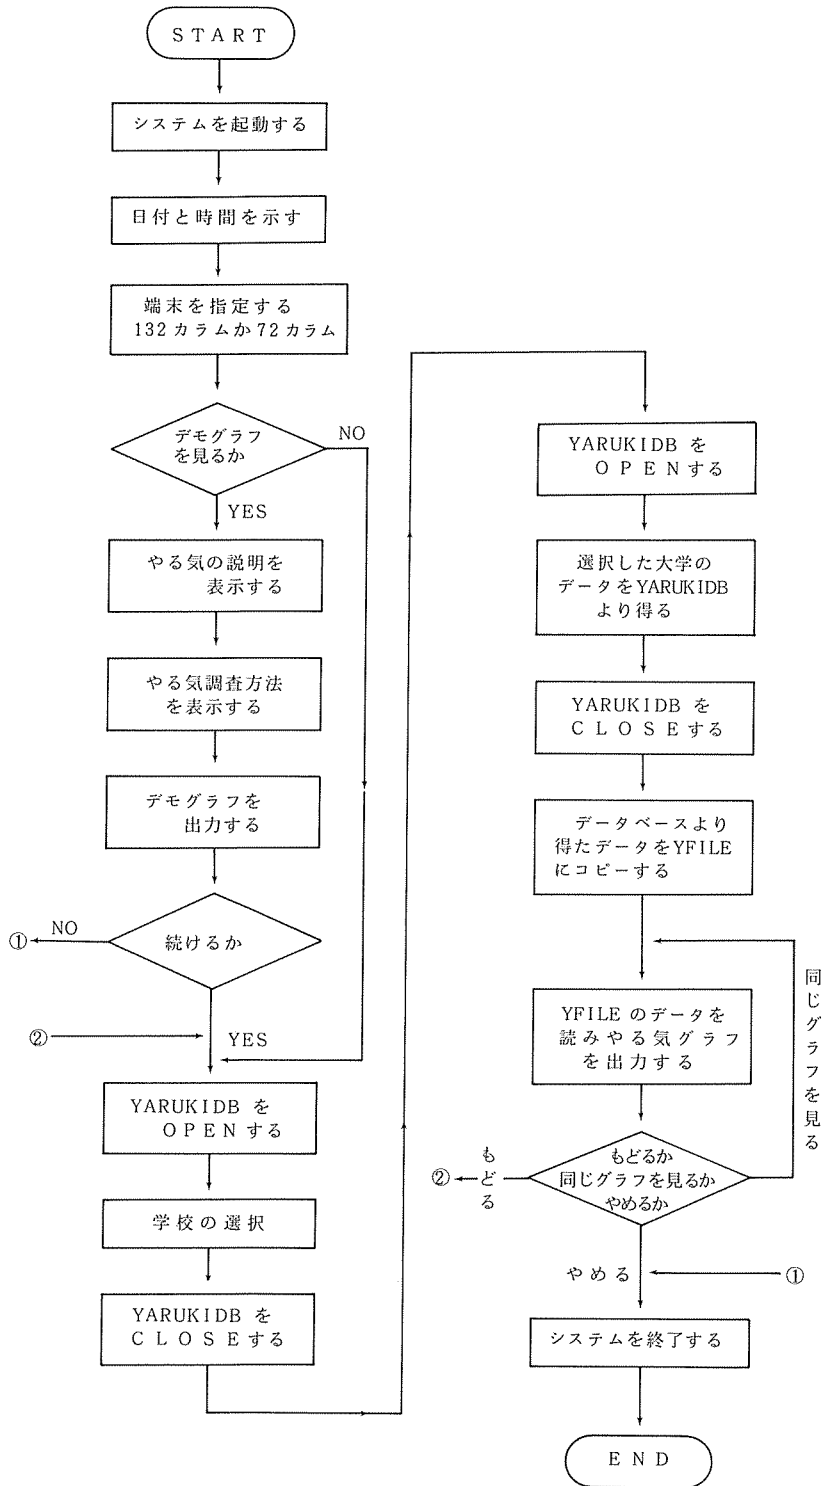 START
システムを起動する
日付と時間を示す
端末を指定する
132カラムか72カラム
デモグラフ
を見るか
NO
YES
やる気の説明を
表示する
やる気調査方法
を表示する
デモグラフを
出力する
続けるか
NO
①
②
YES
YARUKIDB を
OPENする
学校の選択
YARUKIDB を
CLOSEする
YARUKIDB を
OPENする
選択した大学の
データをYARUKIDB
より得る
YARUKIDB を
CLOSEする
データベースより
得たデータをYFILE
にコピーする
YFILE のデータを
読みやる気グラフ
を出力する
同じグラフを見る
もどるか
同じグラフを見るか
やめるか
もどる
②
やめる
①
システムを終了する
END